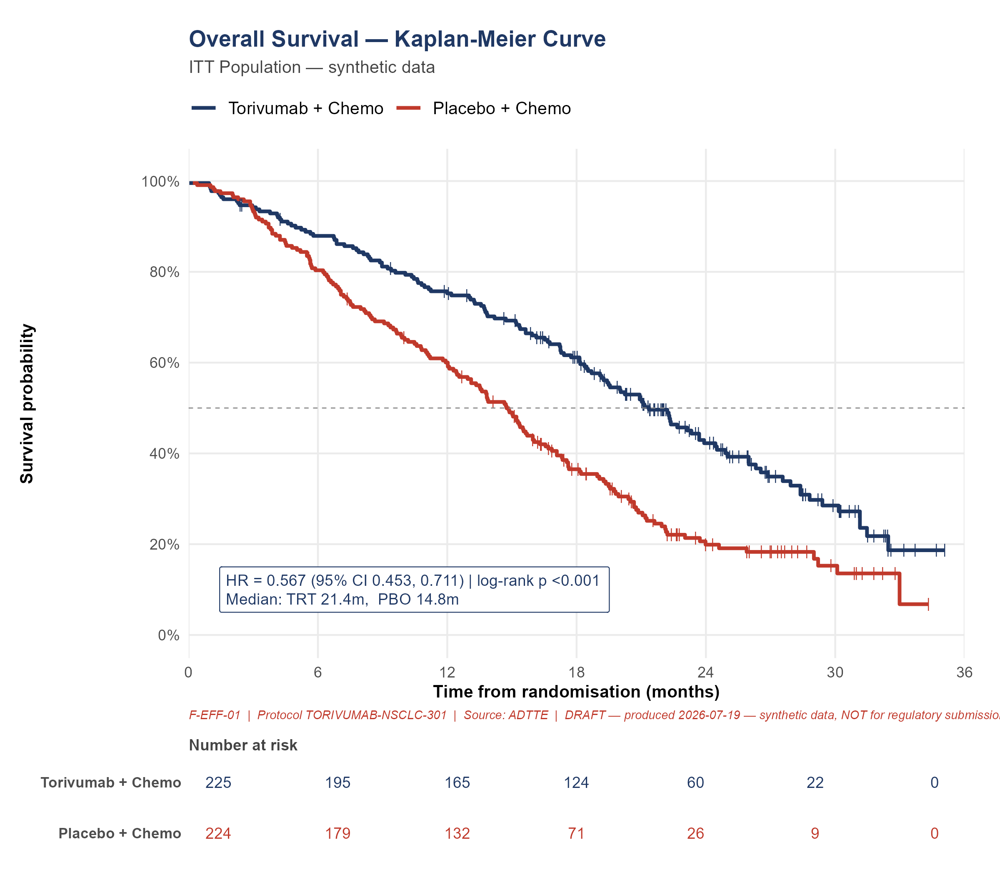 Overall Survival — Kaplan-Meier Curve
ITT Population — synthetic data
Torivumab + Chemo Placebo + Chemo
Survival probability
100%
80%
60%
40%
20%
0%
HR = 0.567 (95% CI 0.453, 0.711) | log-rank p <0.001
Median: TRT 21.4m, PBO 14.8m
0 6 12 18 24 30 36
Time from randomisation (months)
F-EFF-01 | Protocol TORIVUMAB-NSCLC-301 | Source: ADTTE | DRAFT — produced 2026-07-19 — synthetic data, NOT for regulatory submissio
Number at risk
Torivumab + Chemo 225 195 165 124 60 22 0
Placebo + Chemo 224 179 132 71 26 9 0